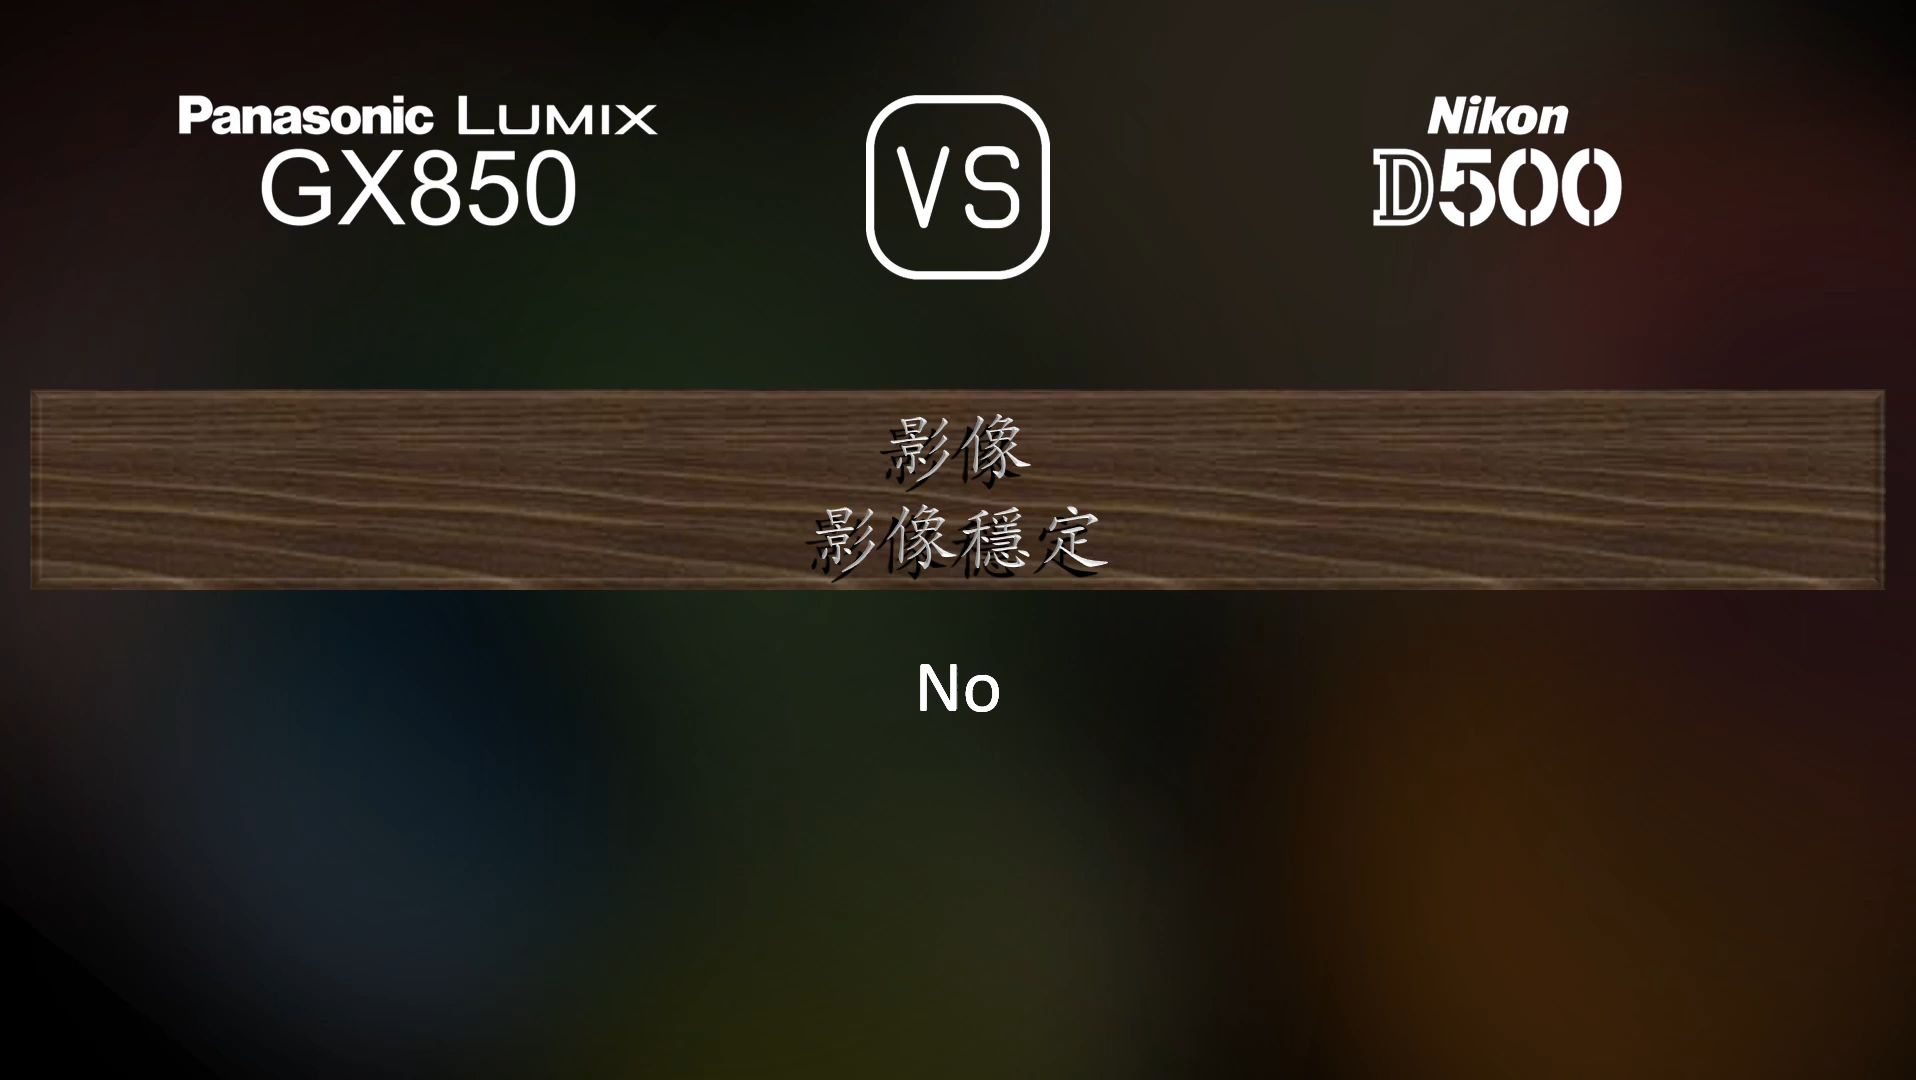 Panasonic LUMIX
GX850
VS
Nikon
D500
影像
影像穩定
No